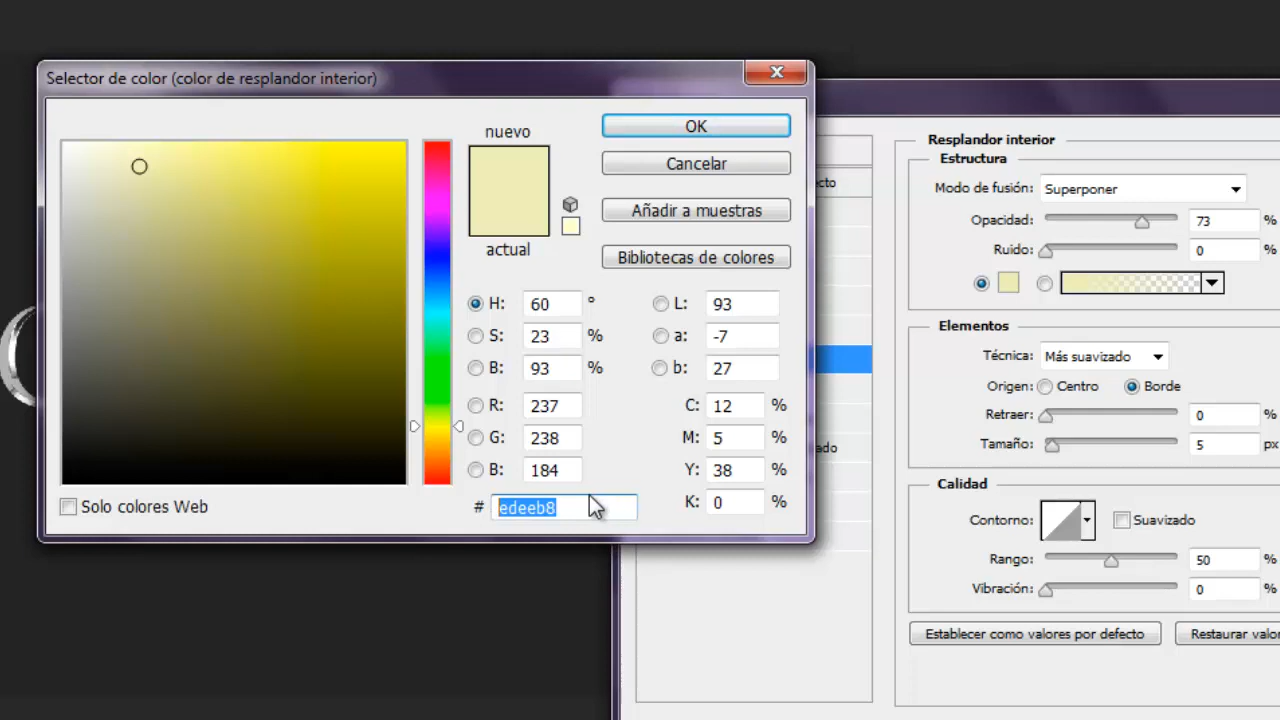 Selector de color (color de resplandor interior)
nuevo
actual
OK
Cancelar
Añadir a muestras
Bibliotecas de colores
H: 60 °
S: 23 %
B: 93 %
R: 237
G: 238
B: 184
# edeeb8
L: 93
a: -7
b: 27
C: 12 %
M: 5 %
Y: 38 %
K: 0 %
Solo colores Web
Resplandor interior
Estructura
Modo de fusión: Superponer
Opacidad: 73 %
Ruido: 0 %
Elementos
Técnica: Más suavizado
Origen: Centro Borde
Retraer: 0 %
Tamaño: 5 px
Calidad
Contorno: Suavizado
Rango: 50 %
Vibración: 0 %
Establecer como valores por defecto
Restaurar valor